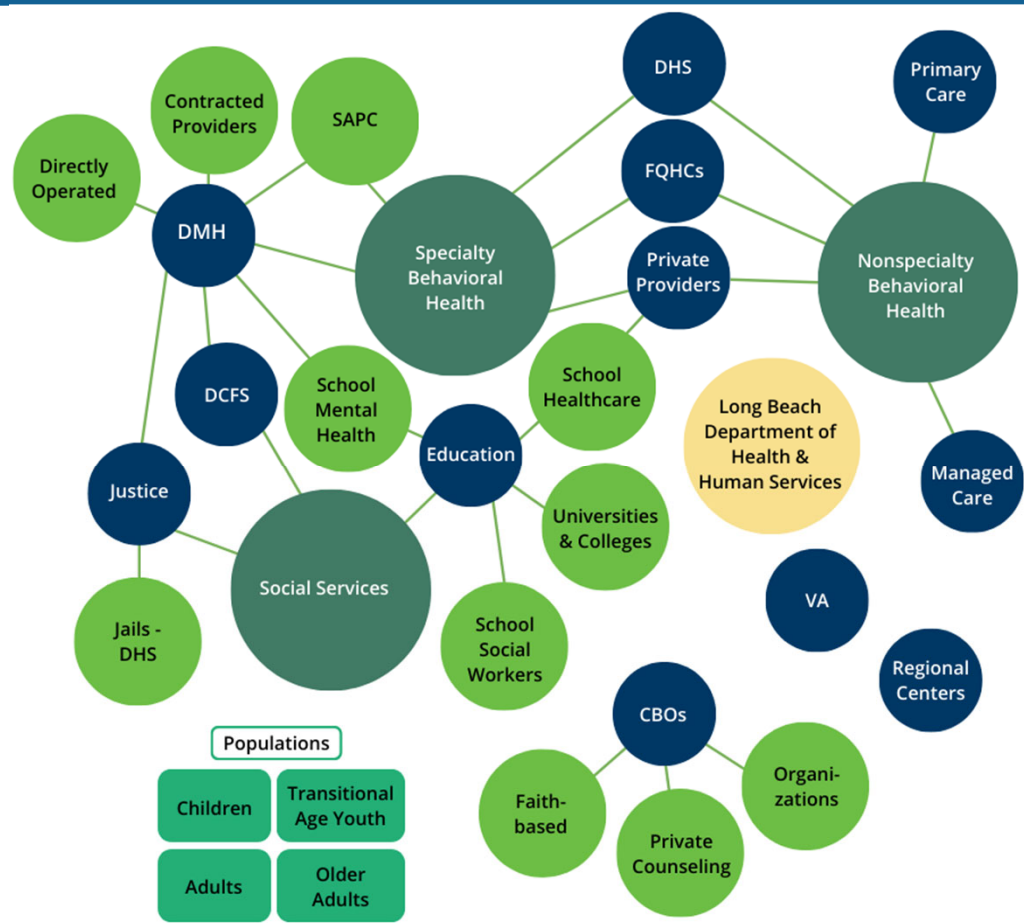 DHS
Primary
Care
Contracted
Providers
SAPC
Directly
Operated
FQHCs
DMH
Specialty
Behavioral
Health
Private
Providers
Nonspecialty
Behavioral
Health
DCFS
School
Mental
Health
School
Healthcare
Long Beach
Department of
Health &
Human Services
Education
Justice
Managed
Care
Universities
& Colleges
Social Services
VA
Jails -
DHS
School
Social
Workers
Regional
Centers
CBOs
Populations
Children
Transitional
Age Youth
Adults
Older
Adults
Faith-
based
Private
Counseling
Organi-
zations